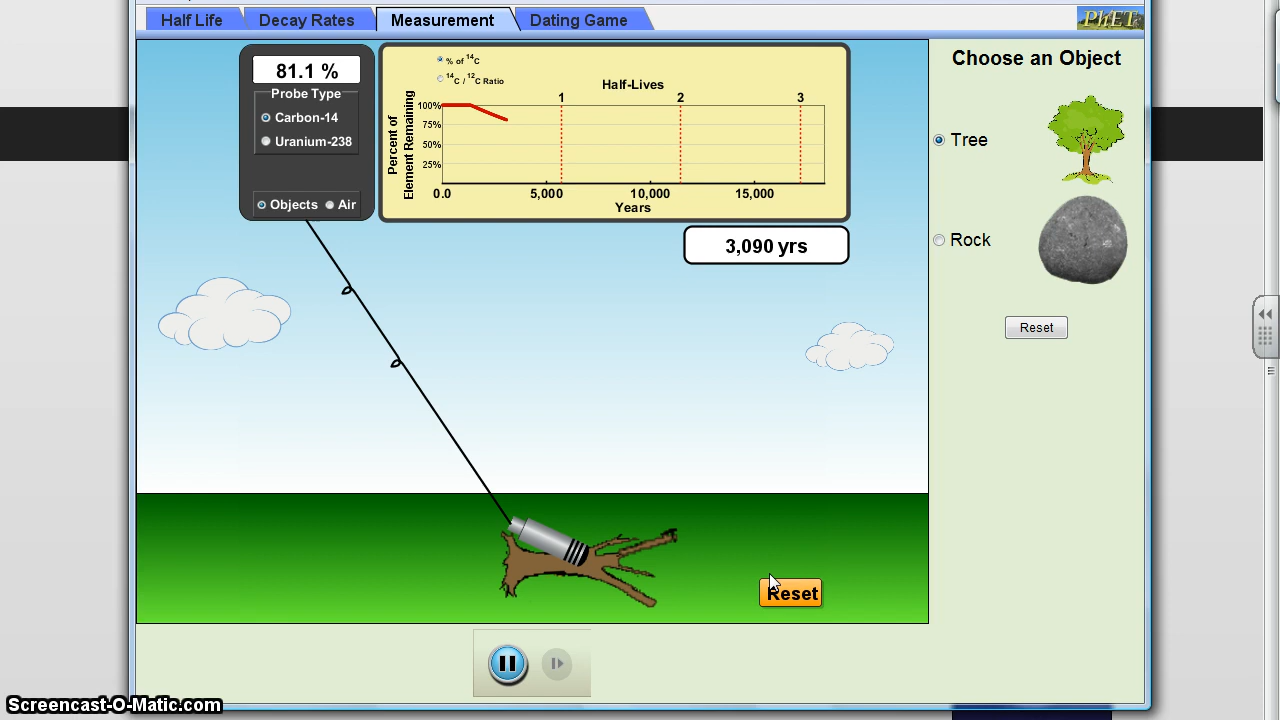 Half Life Decay Rates Measurement Dating Game PhET
81.1 %
Probe Type
Carbon-14
Uranium-238
Objects Air
% of 14C
14C / 12C Ratio
Half-Lives
1 2 3
Percent of
Element Remaining
100%
75%
50%
25%
0.0 5,000 10,000 15,000
Years
3,090 yrs
Choose an Object
Tree
Rock
Reset
Reset
Screencast-O-Matic.com